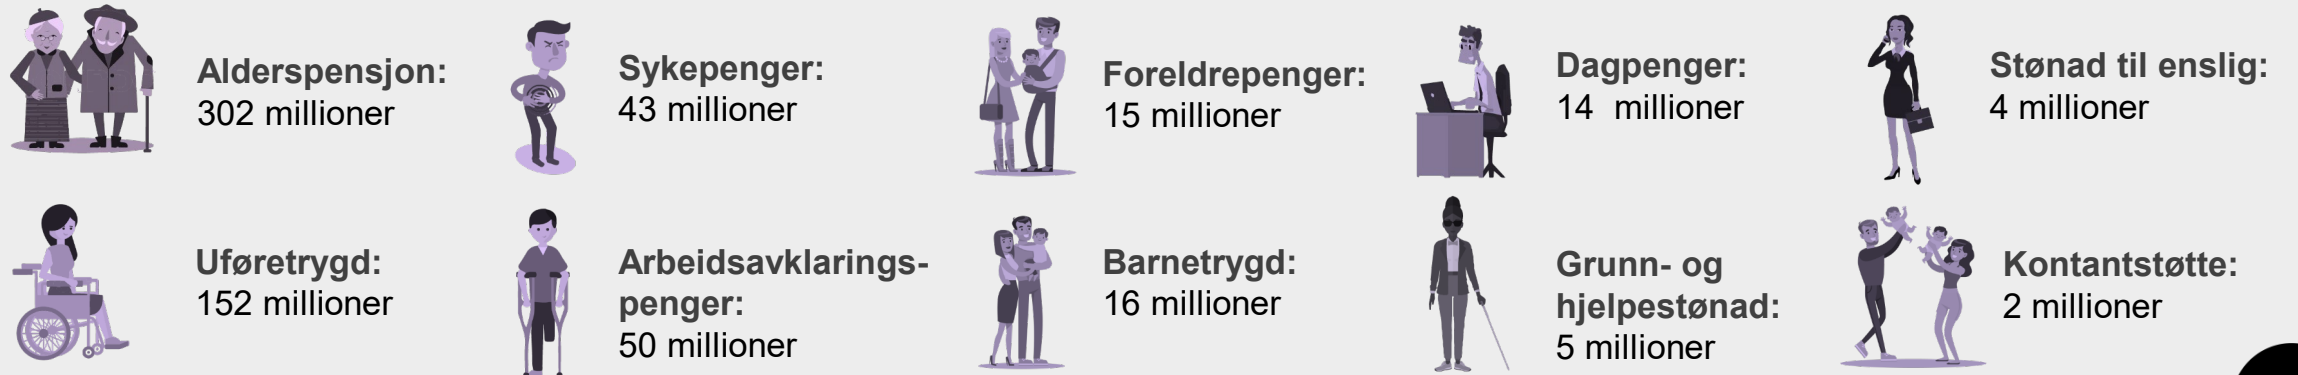 Alderspensjon:
302 millioner
Sykepenger:
43 millioner
Foreldrepenger:
15 millioner
Dagpenger:
14  millioner
Stønad til enslig:
4 millioner
Uføretrygd:
152 millioner
Arbeidsavklarings-
penger:
50 millioner
Barnetrygd:
16 millioner
Grunn- og
hjelpestønad:
5 millioner
Kontantstøtte:
2 millioner